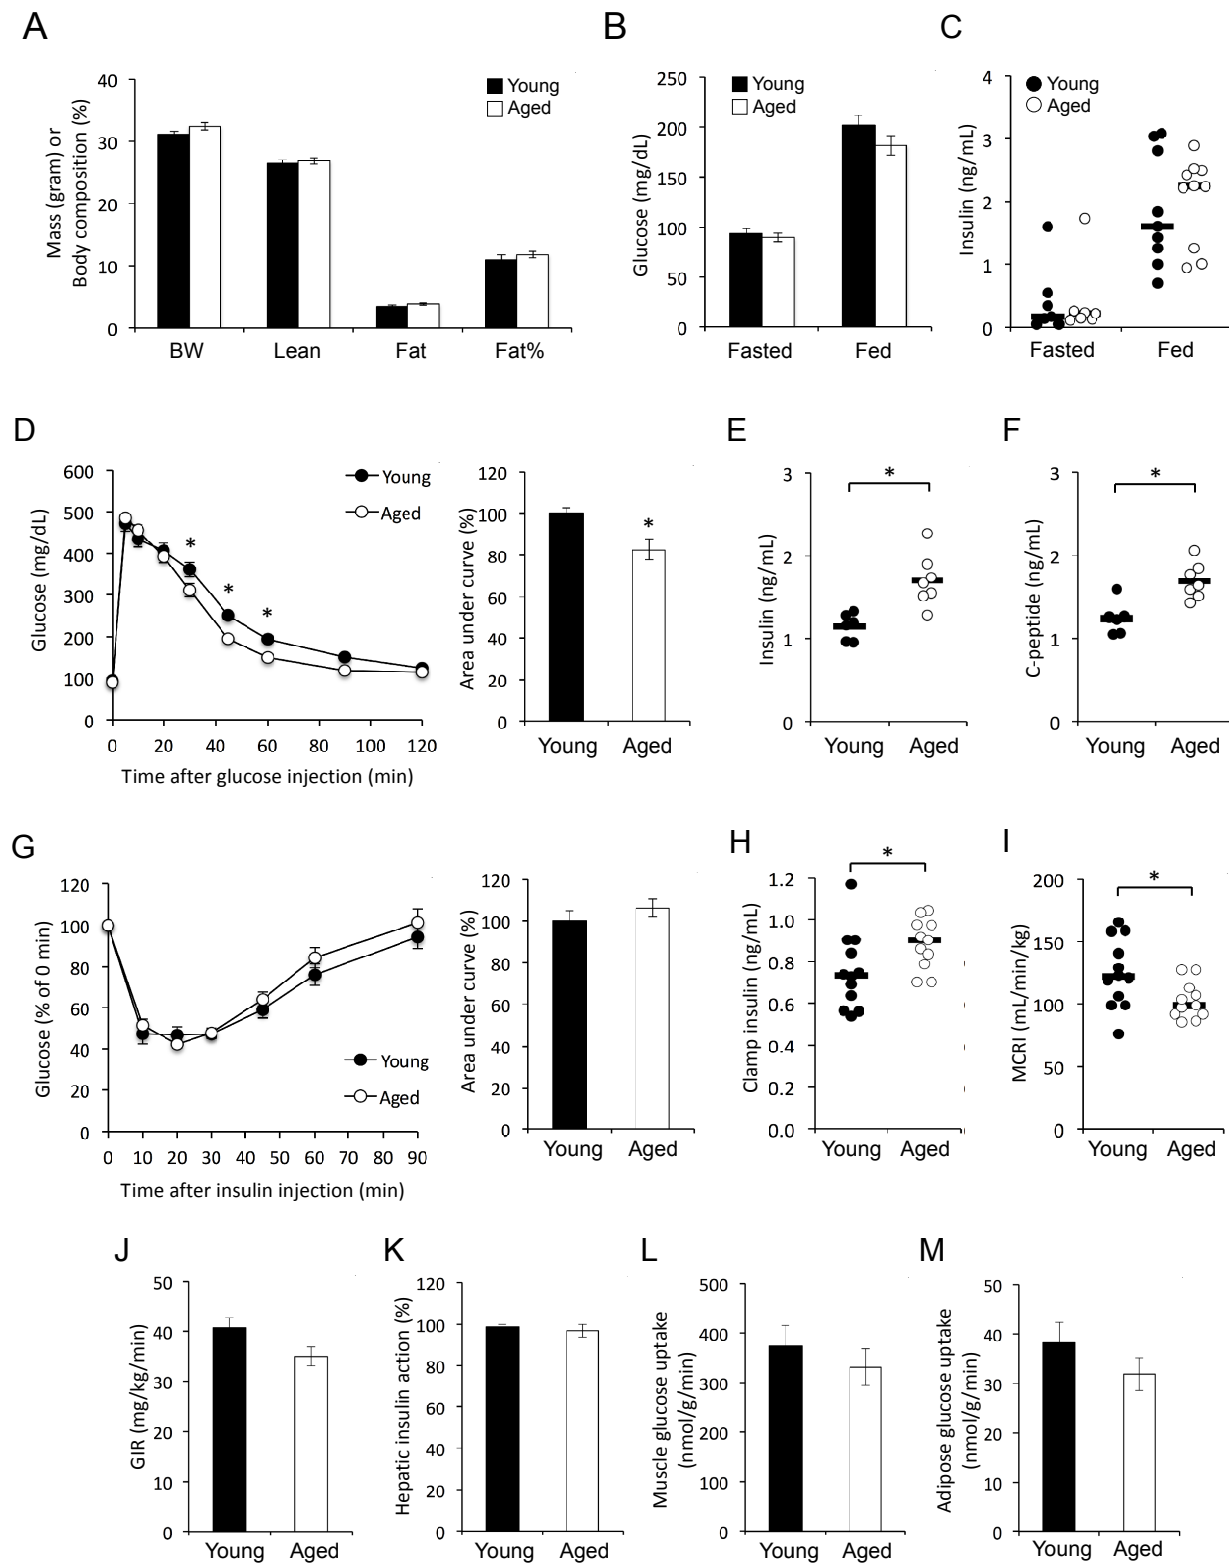 A
Mass (gram) or
Body composition (%)
40
30
20
10
0
Young
Aged
BW
Lean
Fat
Fat%
B
Glucose (mg/dL)
250
200
150
100
50
0
Young
Aged
Fasted
Fed
C
Insulin (ng/mL)
4
3
2
1
0
Young
Aged
Fasted
Fed
D
Glucose (mg/dL)
600
500
400
300
200
100
0
Young
Aged
*
*
*
0 20 40 60 80 100 120
Time after glucose injection (min)
Area under curve (%)
120
100
80
60
40
20
0
*
Young
Aged
E
Insulin (ng/mL)
3
2
1
0
*
Young
Aged
F
C-peptide (ng/mL)
3
2
1
0
*
Young
Aged
G
Glucose (% of 0 min)
120
100
80
60
40
20
0
Young
Aged
0 10 20 30 40 50 60 70 80 90
Time after insulin injection (min)
Area under curve (%)
120
100
80
60
40
20
0
Young
Aged
H
Clamp insulin (ng/mL)
1.2
1.0
0.8
0.6
0.4
0.2
0.0
*
Young
Aged
I
MCRI (mL/min/kg)
200
150
100
50
0
*
Young
Aged
J
GIR (mg/kg/min)
50
40
30
20
10
0
Young
Aged
K
Hepatic insulin action (%)
120
100
80
60
40
20
0
Young
Aged
L
Muscle glucose uptake
(nmol/g/min)
500
400
300
200
100
0
Young
Aged
M
Adipose glucose uptake
(nmol/g/min)
50
40
30
20
10
0
Young
Aged